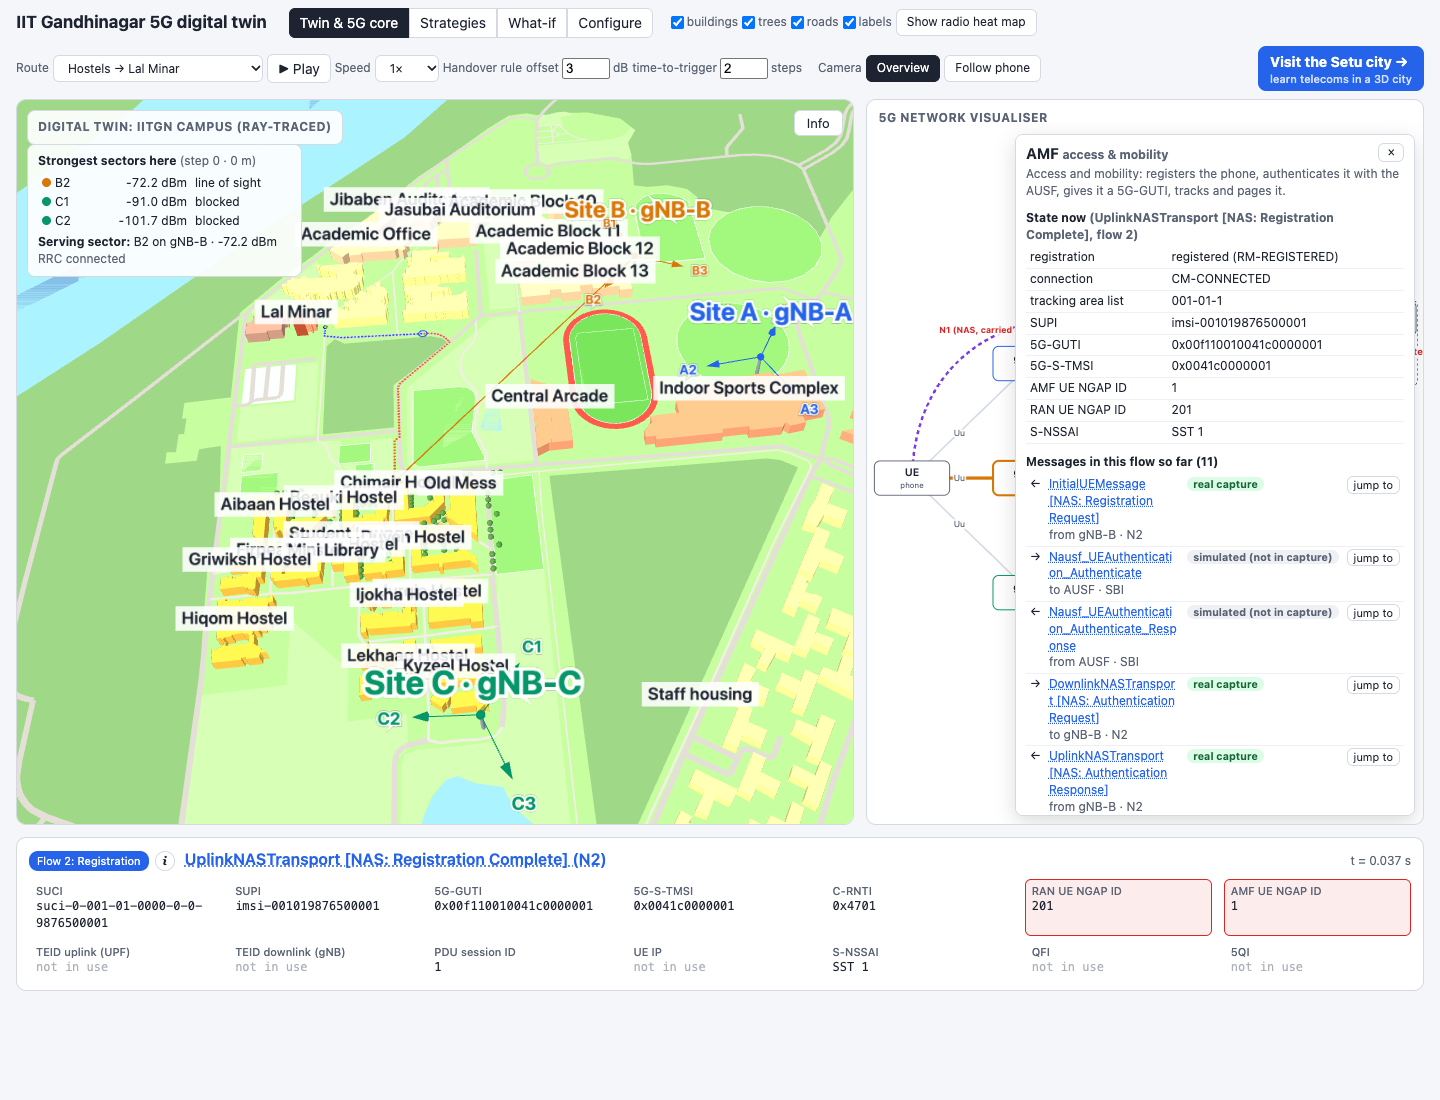 IIT Gandhinagar 5G digital twin
Twin & 5G core
Strategies
What-if
Configure
buildings
trees
roads
labels
Show radio heat map
Route
Hostels → Lal Minar
▶ Play
Speed
1×
Handover rule offset
3
dB time-to-trigger
2
steps
Camera
Overview
Follow phone
Visit the Setu city →
learn telecoms in a 3D city
DIGITAL TWIN: IITGN CAMPUS (RAY-TRACED)
Info
Strongest sectors here (step 0 · 0 m)
B2 -72.2 dBm line of sight
C1 -91.0 dBm blocked
C2 -101.7 dBm blocked
Serving sector: B2 on gNB-B · -72.2 dBm
RRC connected
Jasubai Auditorium
Site B · gNB-B
B1
Academic Office
Academic Block 11
Academic Block 12
Academic Block 13
B3
B2
Lal Minar
Site A · gNB-A
A2
Indoor Sports Complex
Central Arcade
A3
Old Mess
Aibaan Hostel
Griwiksh Hostel
Ijokha Hostel
Hiqom Hostel
C1
Kyzeel Hostel
Site C · gNB-C
Staff housing
C2
C3
5G NETWORK VISUALISER
N1 (NAS, carried
Uu
UE
phone
Uu
Uu
AMF access & mobility
×
Access and mobility: registers the phone, authenticates it with the
AUSF, gives it a 5G-GUTI, tracks and pages it.
State now (UplinkNASTransport [NAS: Registration
Complete], flow 2)
registration registered (RM-REGISTERED)
connection CM-CONNECTED
tracking area list 001-01-1
SUPI imsi-001019876500001
5G-GUTI 0x00f110010041c0000001
5G-S-TMSI 0x0041c0000001
AMF UE NGAP ID 1
RAN UE NGAP ID 201
S-NSSAI SST 1
Messages in this flow so far (11)
← InitialUEMessage real capture jump to
[NAS: Registration
Request]
from gNB-B · N2
→ Nausf_UEAuthenticati simulated (not in capture) jump to
on_Authenticate
to AUSF · SBI
← Nausf_UEAuthenticati simulated (not in capture) jump to
on_Authenticate_Resp
onse
from AUSF · SBI
→ DownlinkNASTranspor real capture jump to
t [NAS: Authentication
Request]
to gNB-B · N2
← UplinkNASTransport real capture jump to
[NAS: Authentication
Response]
from gNB-B · N2
Flow 2: Registration
i
UplinkNASTransport [NAS: Registration Complete] (N2)
t = 0.037 s
SUCI
suci-0-001-01-0000-0-0-
9876500001
SUPI
imsi-001019876500001
5G-GUTI
0x00f110010041c0000001
5G-S-TMSI
0x0041c0000001
C-RNTI
0x4701
RAN UE NGAP ID
201
AMF UE NGAP ID
1
TEID uplink (UPF)
not in use
TEID downlink (gNB)
not in use
PDU session ID
1
UE IP
not in use
S-NSSAI
SST 1
QFI
not in use
5QI
not in use